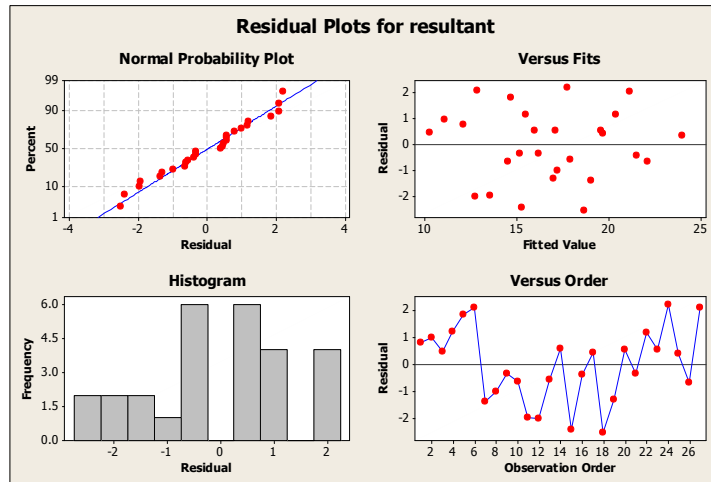 Residual Plots for resultant
Normal Probability Plot
99
90
50
10
1
Percent
-4 -2 0 2 4
Residual
Versus Fits
2
1
0
-1
-2
Residual
10 15 20 25
Fitted Value
Histogram
6.0
4.5
3.0
1.5
0.0
Frequency
-2 -1 0 1 2
Residual
Versus Order
2
1
0
-1
-2
Residual
2 4 6 8 10 12 14 16 18 20 22 24 26
Observation Order